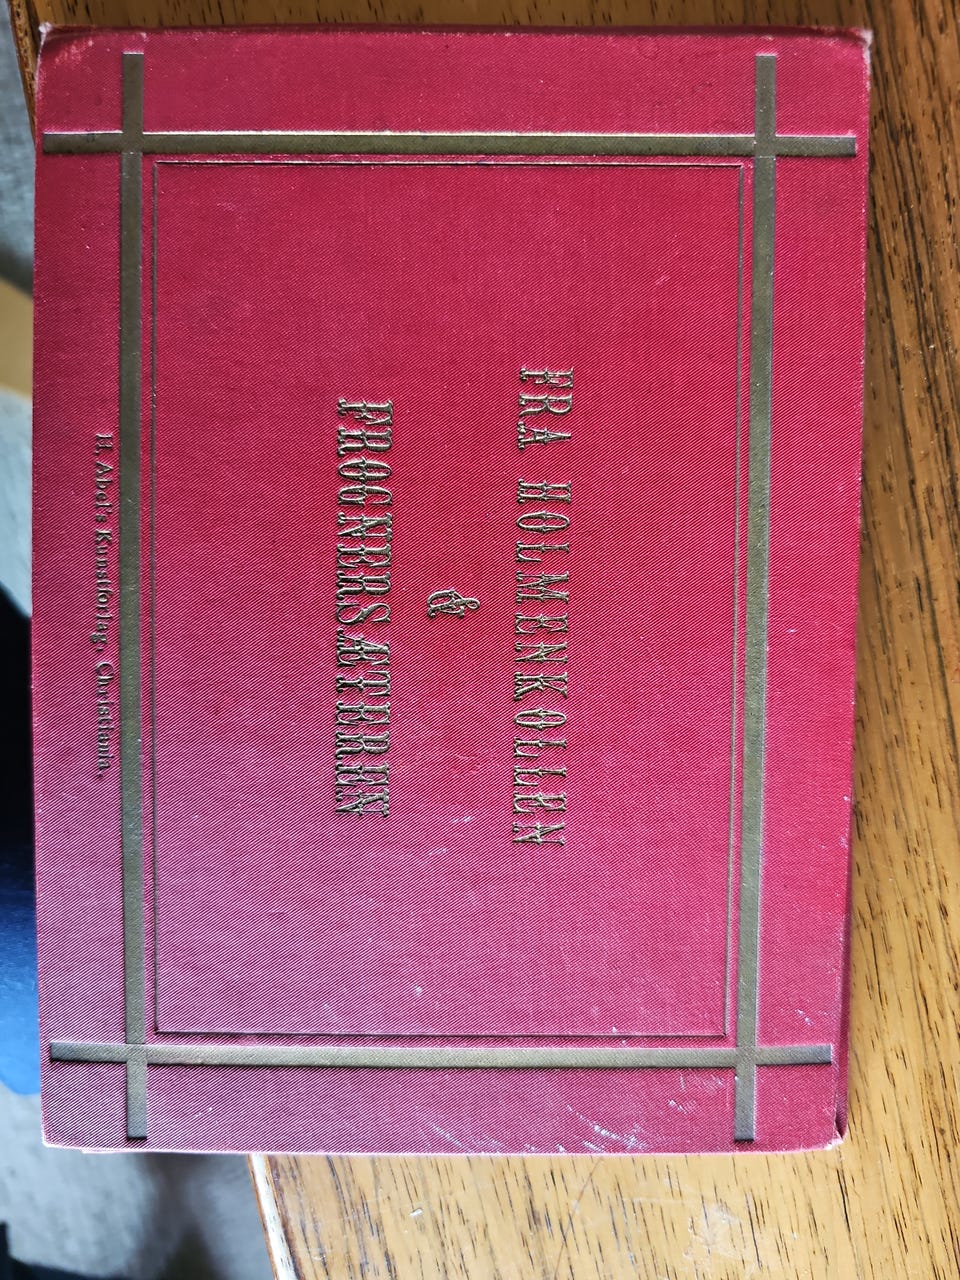 FRA HOLMENKOLLEN
&
FROGNERSÆTEREN
H. Abel's Kunstforlag, Christiania.